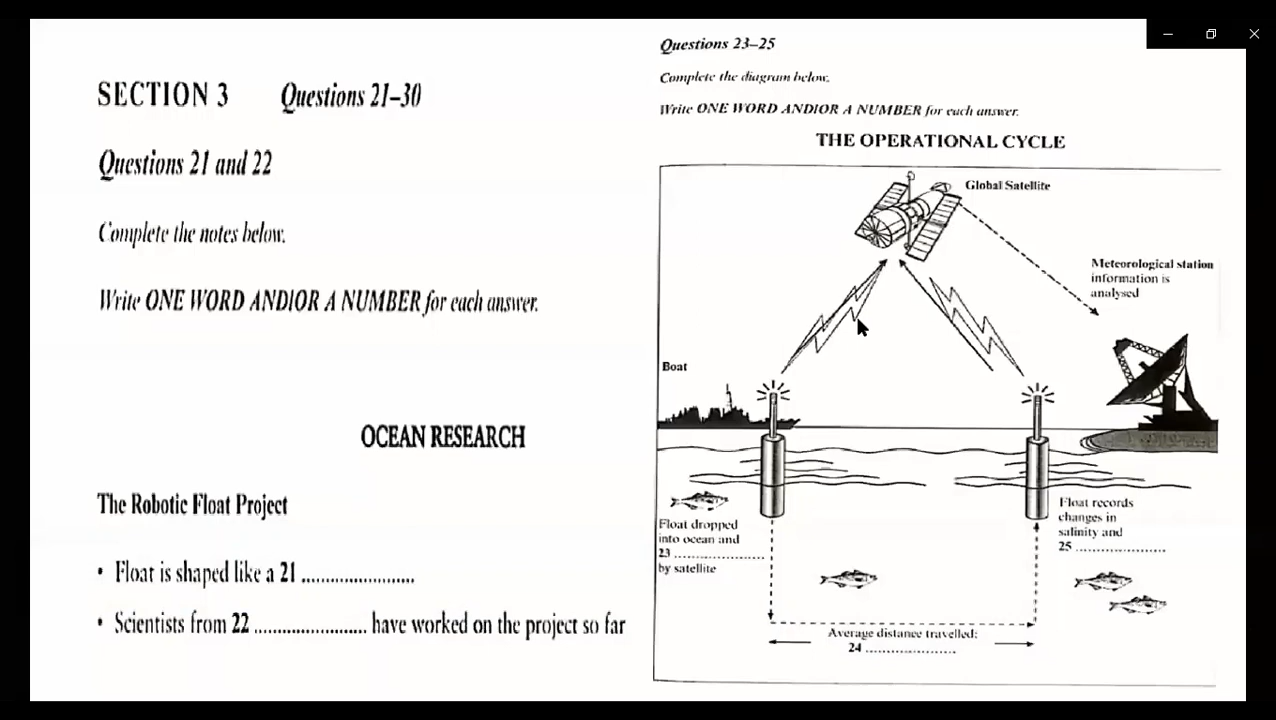 SECTION 3 Questions 21–30
Questions 21 and 22
Complete the notes below.
Write ONE WORD AND/OR A NUMBER for each answer.
OCEAN RESEARCH
The Robotic Float Project
• Float is shaped like a 21 ........................
• Scientists from 22 ........................ have worked on the project so far
Questions 23–25
Complete the diagram below.
Write ONE WORD AND/OR A NUMBER for each answer.
THE OPERATIONAL CYCLE
Global Satellite
Meteorological station
information is
analysed
Boat
Float dropped
into ocean and
23 ........................
by satellite
Average distance travelled:
24 ........................
Float records
changes in
salinity and
25 ........................